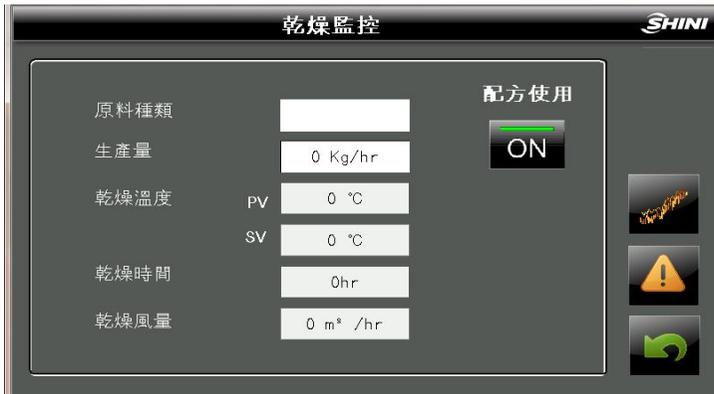 乾燥監控
SHINI
配方使用
ON
原料種類
生產量 0 Kg/hr
乾燥溫度 PV 0 ℃
SV 0 ℃
乾燥時間 0hr
乾燥風量 0 m³ /hr